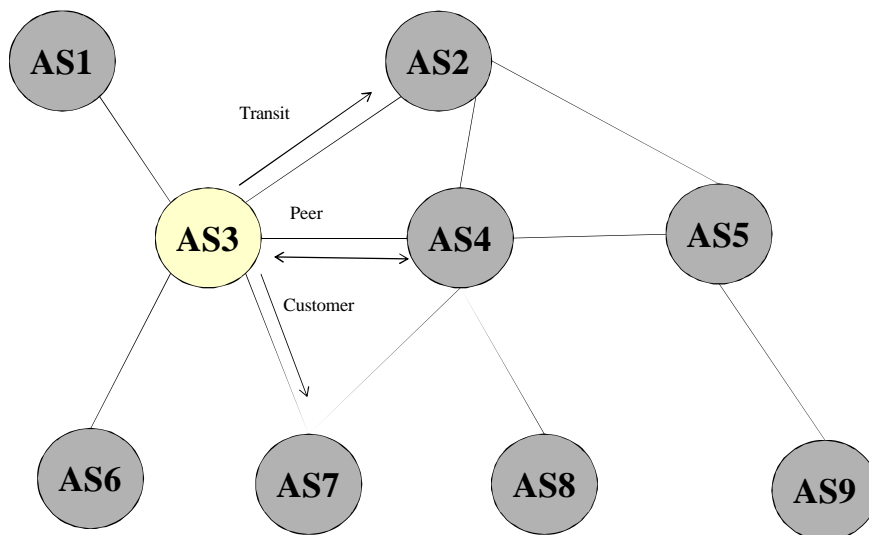 AS1
AS2
Transit
Peer
AS3
AS4
AS5
Customer
AS6
AS7
AS8
AS9